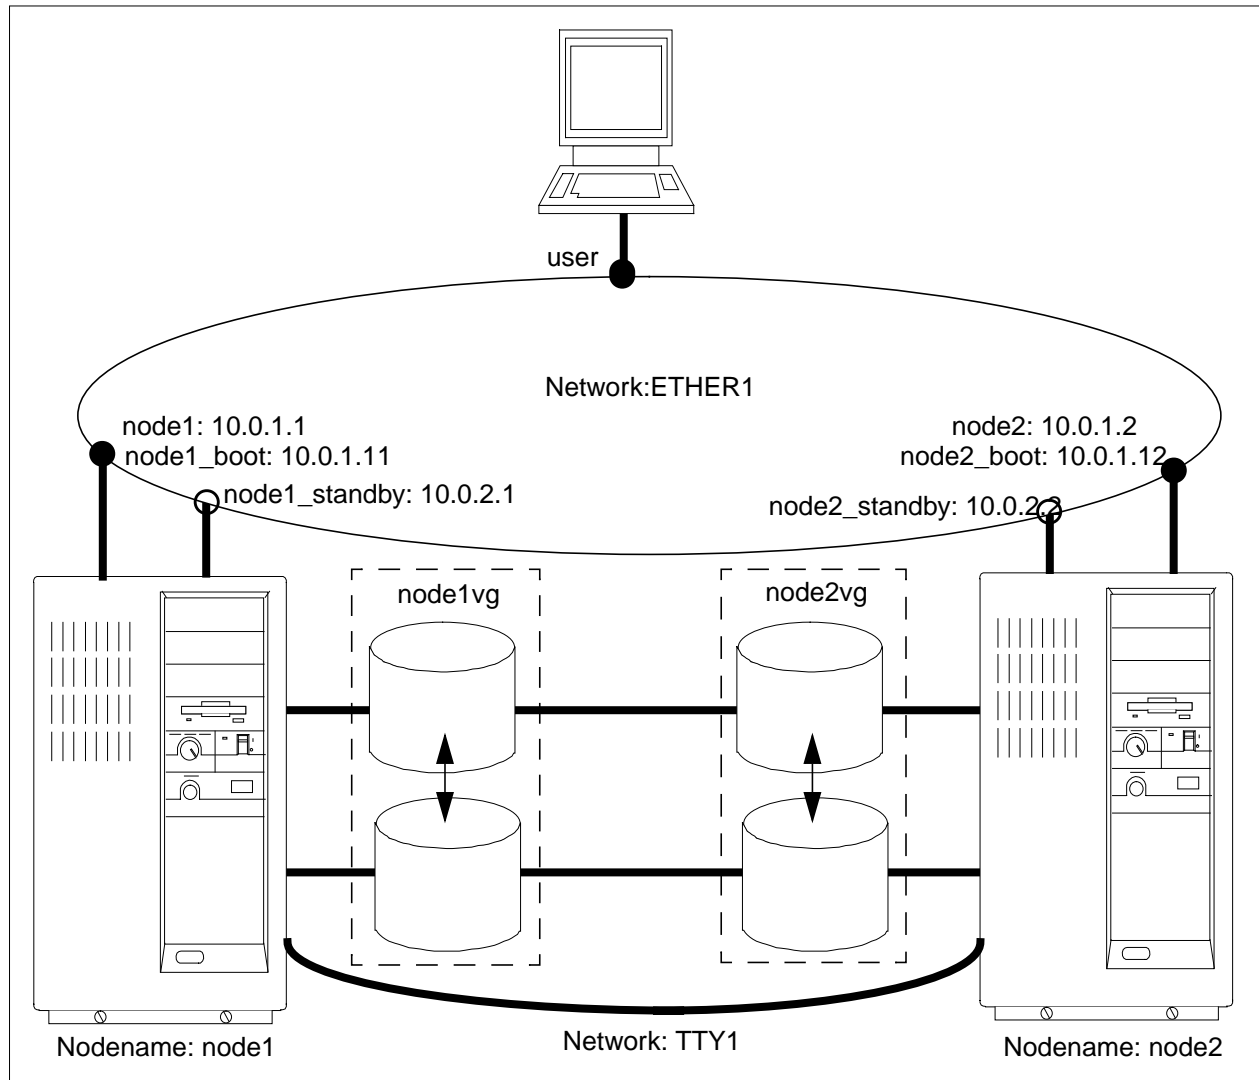 user
Network:ETHER1
node1: 10.0.1.1
node1_boot: 10.0.1.11
node1_standby: 10.0.2.1
node2: 10.0.1.2
node2_boot: 10.0.1.12
node2_standby: 10.0.2.2
node1vg
node2vg
Network: TTY1
Nodename: node1
Nodename: node2